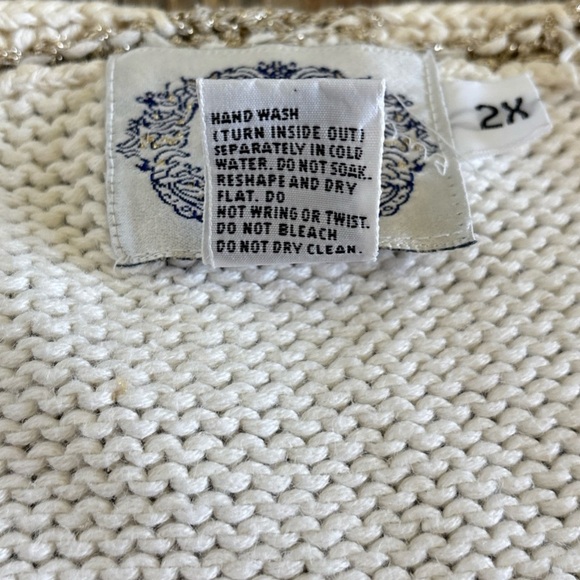 HAND WASH
(TURN INSIDE OUT)
SEPARATELY IN COLD
WATER. DO NOT SOAK.
RESHAPE AND DRY
FLAT. DO
NOT WRING OR TWIST.
DO NOT BLEACH
DO NOT DRY CLEAN.
2X